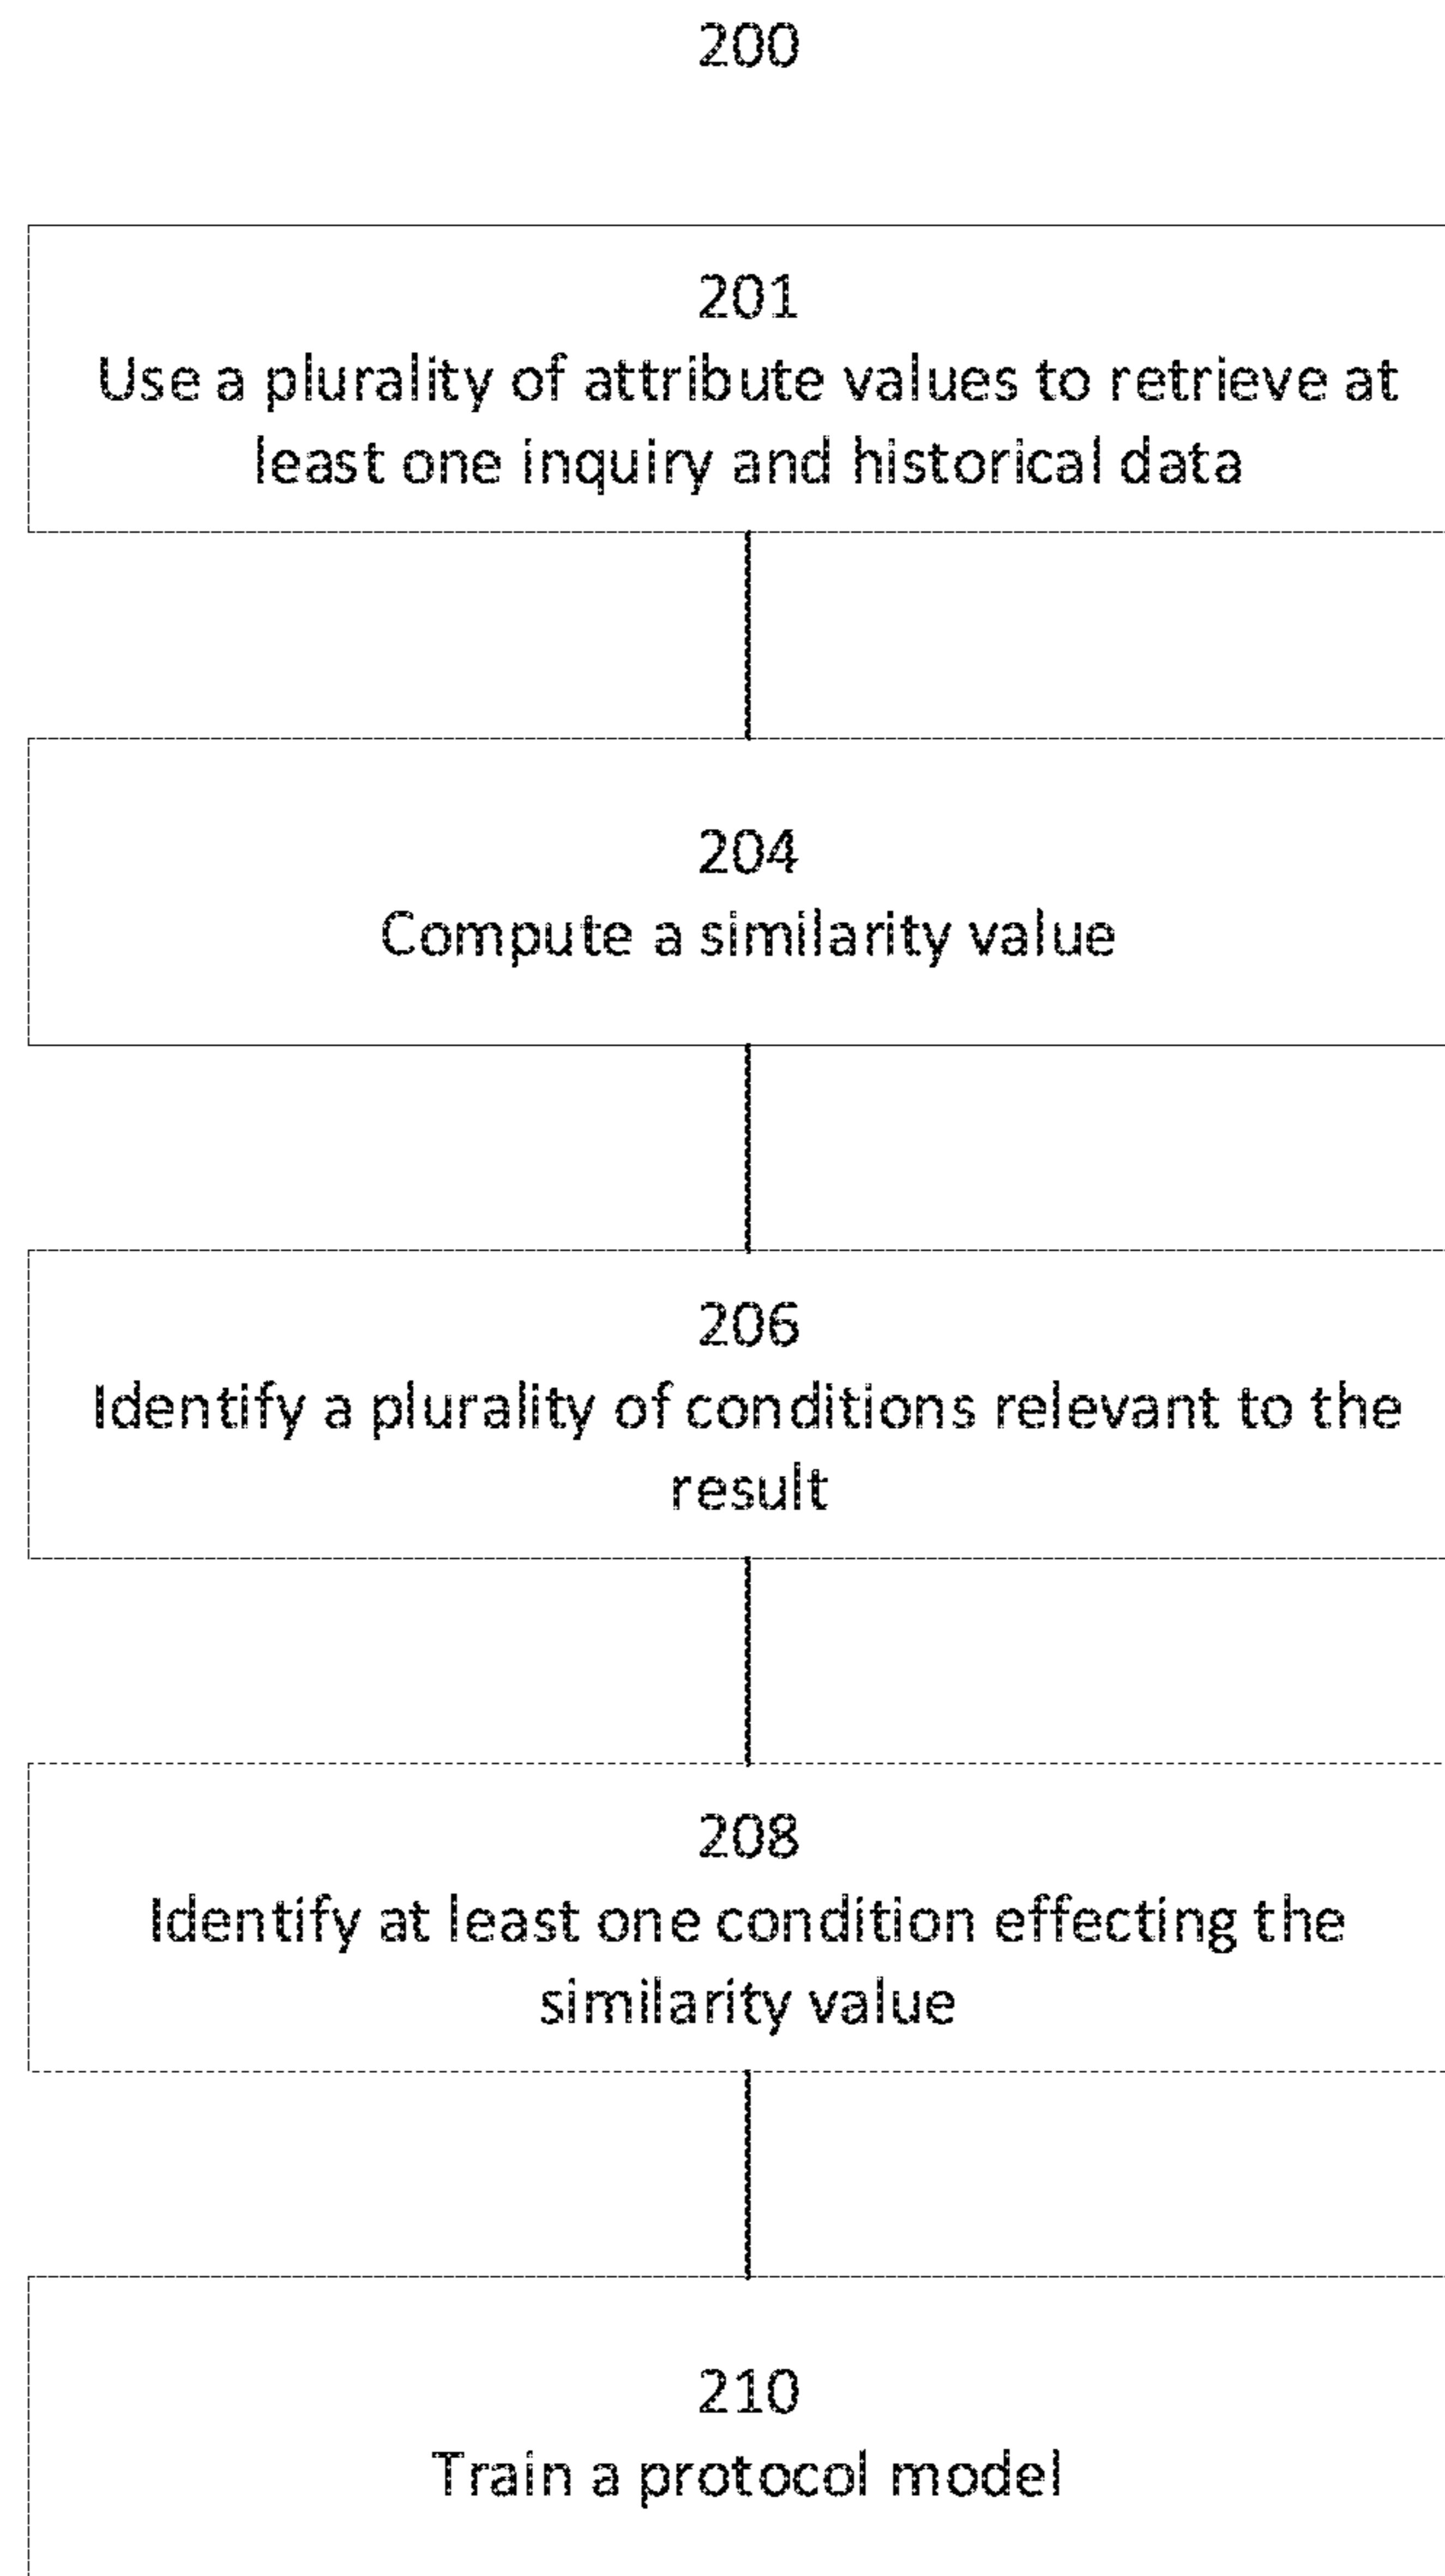 200
201
Use a plurality of attribute values to retrieve at
least one inquiry and historical data
204
Compute a similarity value
206
Identify a plurality of conditions relevant to the
result
208
Identify at least one condition effecting the
similarity value
210
Train a protocol model